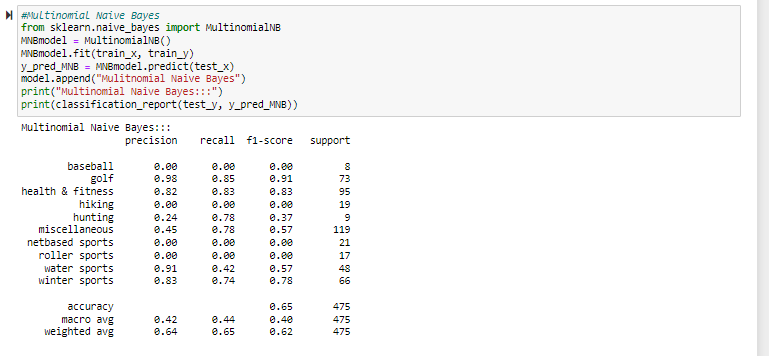 #Multinomial Naive Bayes
from sklearn.naive_bayes import MultinomialNB
MNBmodel = MultinomialNB()
MNBmodel.fit(train_x, train_y)
y_pred_MNB = MNBmodel.predict(test_x)
model.append("Mulitnomial Naive Bayes")
print("Multinomial Naive Bayes:::")
print(classification_report(test_y, y_pred_MNB))
Multinomial Naive Bayes:::
precision recall f1-score support
baseball 0.00 0.00 0.00 8
golf 0.98 0.85 0.91 73
health & fitness 0.82 0.83 0.83 95
hiking 0.00 0.00 0.00 19
hunting 0.24 0.78 0.37 9
miscellaneous 0.45 0.78 0.57 119
netbased sports 0.00 0.00 0.00 21
roller sports 0.00 0.00 0.00 17
water sports 0.91 0.42 0.57 48
winter sports 0.83 0.74 0.78 66
accuracy 0.65 475
macro avg 0.42 0.44 0.40 475
weighted avg 0.64 0.65 0.62 475